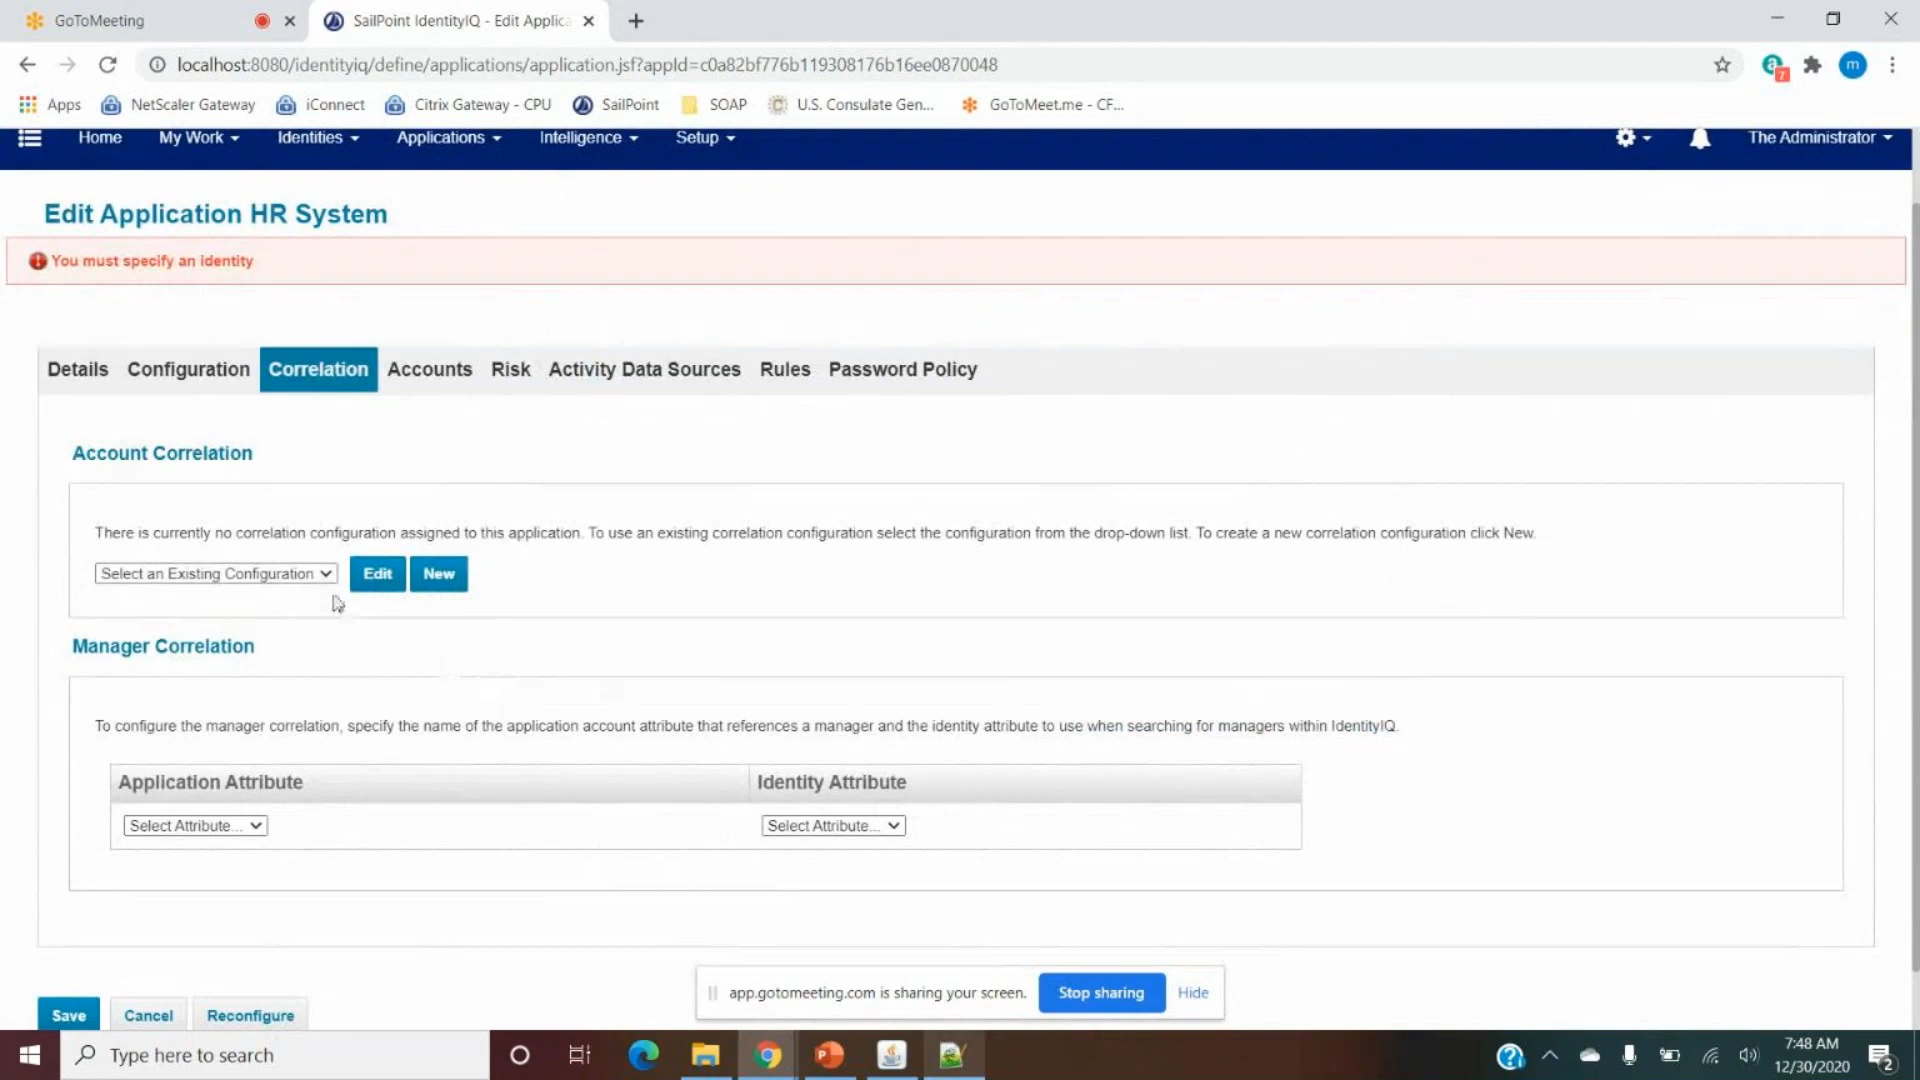 GoToMeeting
SailPoint IdentityIQ - Edit Applica
localhost:8080/identityiq/define/applications/application.jsf?appId=c0a82bf776b119308176b16ee0870048
7
m
Apps
NetScaler Gateway
iConnect
Citrix Gateway - CPU
SailPoint
SOAP
U.S. Consulate Gen...
GoToMeet.me - CF...
Home
My Work
Identities
Applications
Intelligence
Setup
The Administrator
Edit Application HR System
You must specify an identity
Details
Configuration
Correlation
Accounts
Risk
Activity Data Sources
Rules
Password Policy
Account Correlation
There is currently no correlation configuration assigned to this application. To use an existing correlation configuration select the configuration from the drop-down list. To create a new correlation configuration click New.
Select an Existing Configuration
Edit
New
Manager Correlation
To configure the manager correlation, specify the name of the application account attribute that references a manager and the identity attribute to use when searching for managers within IdentityIQ.
Application Attribute
Identity Attribute
Select Attribute...
Select Attribute...
app.gotomeeting.com is sharing your screen.
Stop sharing
Hide
Save
Cancel
Reconfigure
Type here to search
7:48 AM
12/30/2020
2